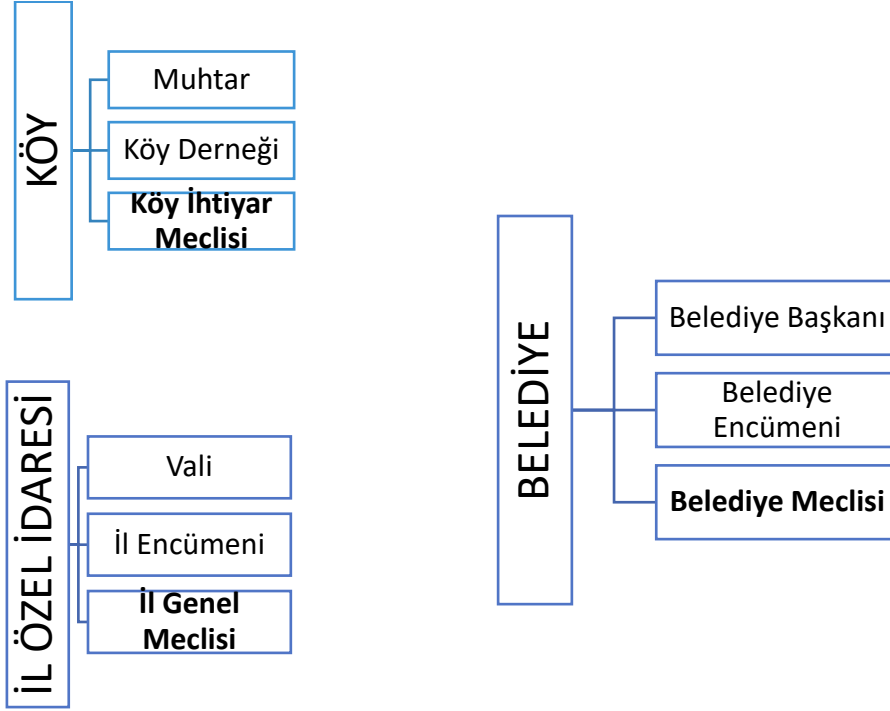 KÖY
Muhtar
Köy Derneği
Köy İhtiyar
Meclisi
İL ÖZEL İDARESİ
Vali
İl Encümeni
İl Genel
Meclisi
BELEDİYE
Belediye Başkanı
Belediye
Encümeni
Belediye Meclisi